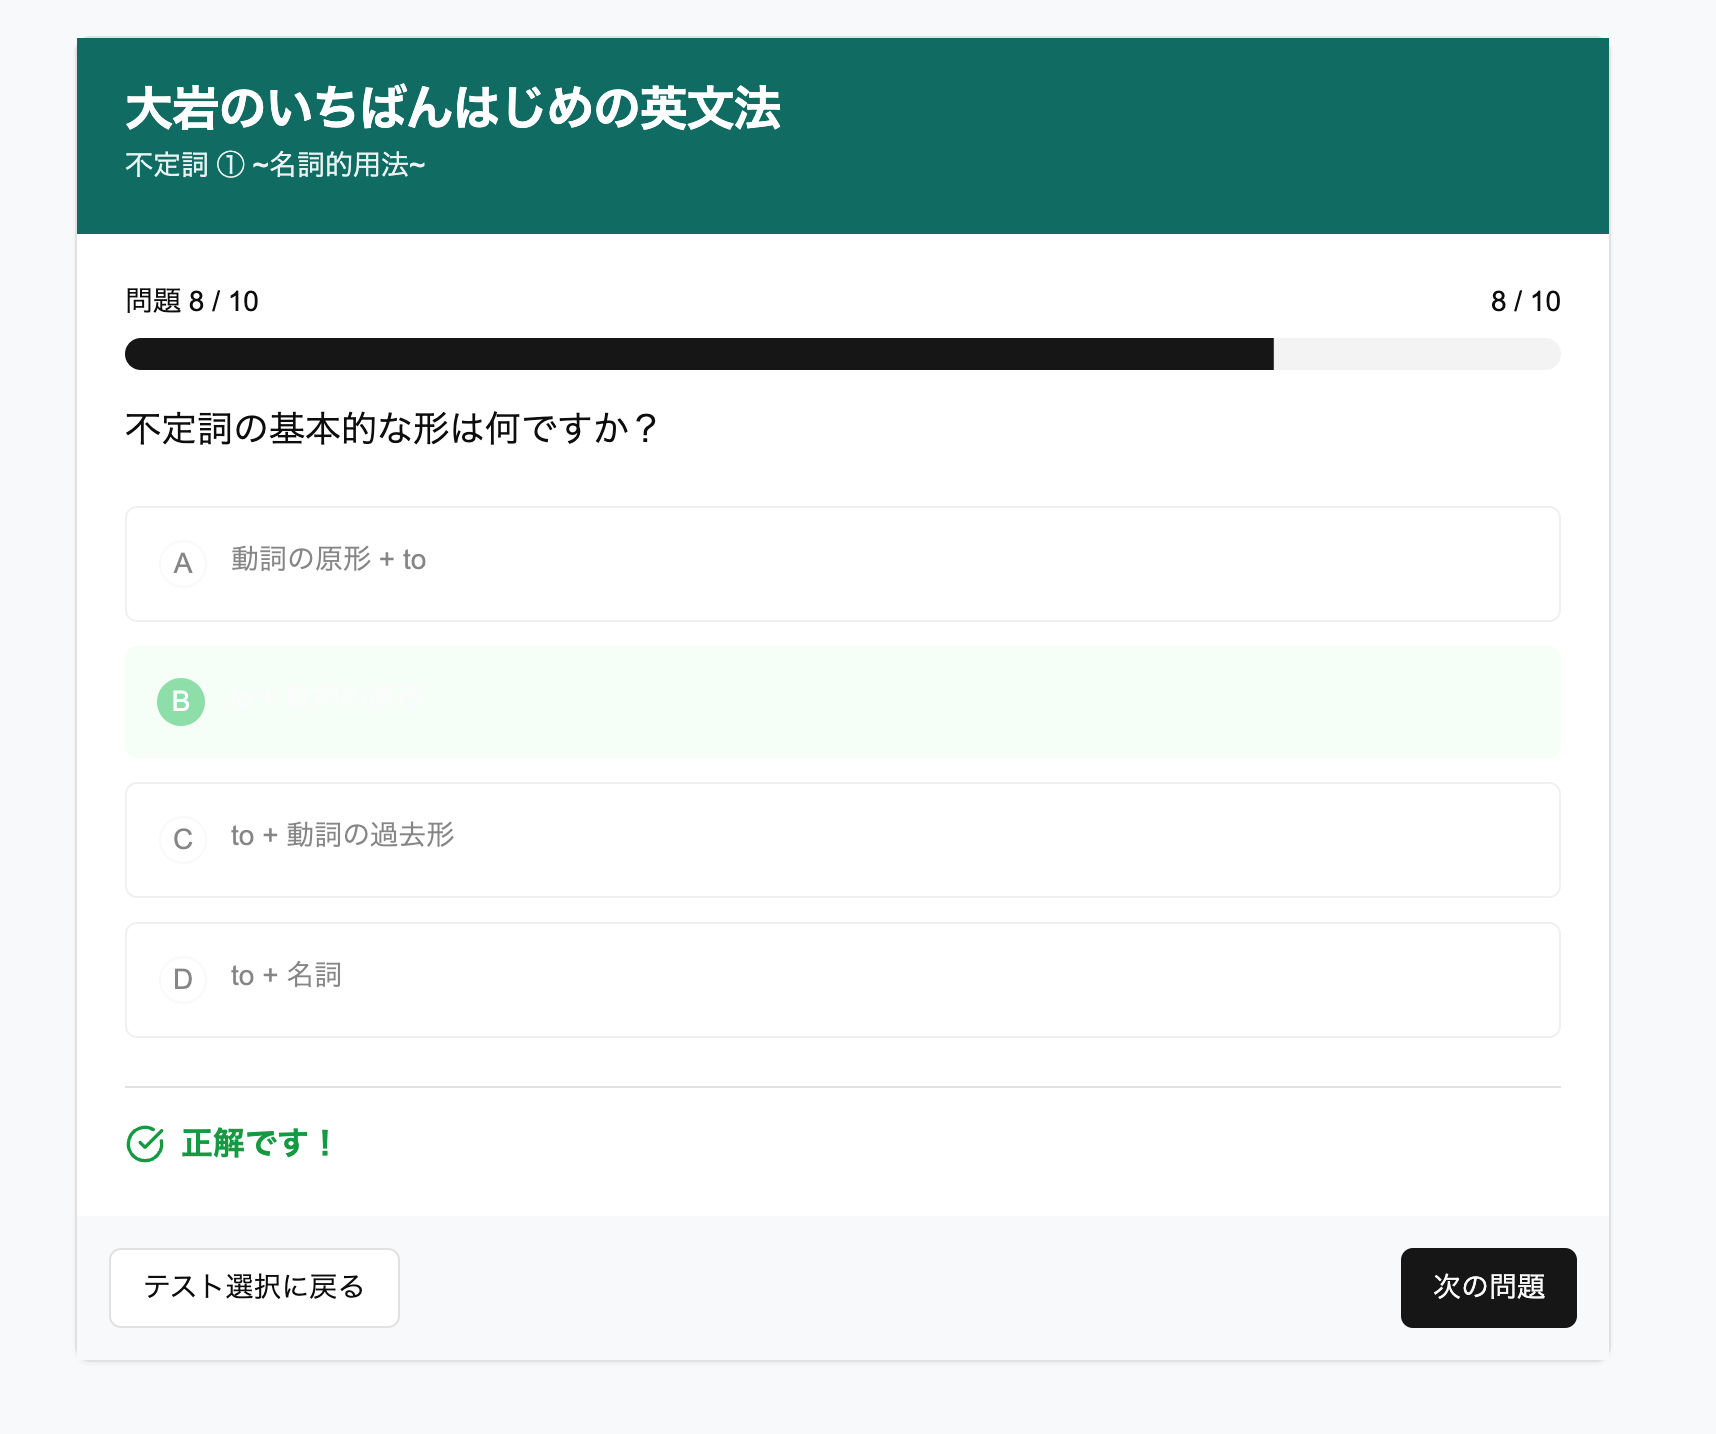 大岩のいちばんはじめの英文法
不定詞 ① ~名詞的用法~
問題 8 / 10
8 / 10
不定詞の基本的な形は何ですか？
A 動詞の原形 + to
B
C to + 動詞の過去形
D to + 名詞
正解です！
テスト選択に戻る
次の問題